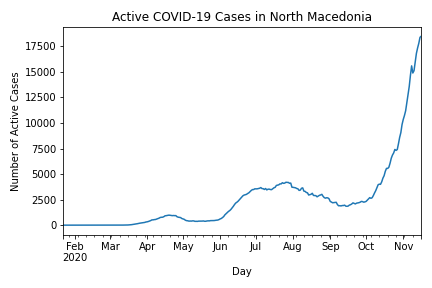 Active COVID-19 Cases in North Macedonia
Number of Active Cases
17500
15000
12500
10000
7500
5000
2500
0
Feb Mar Apr May Jun Jul Aug Sep Oct Nov
2020
Day